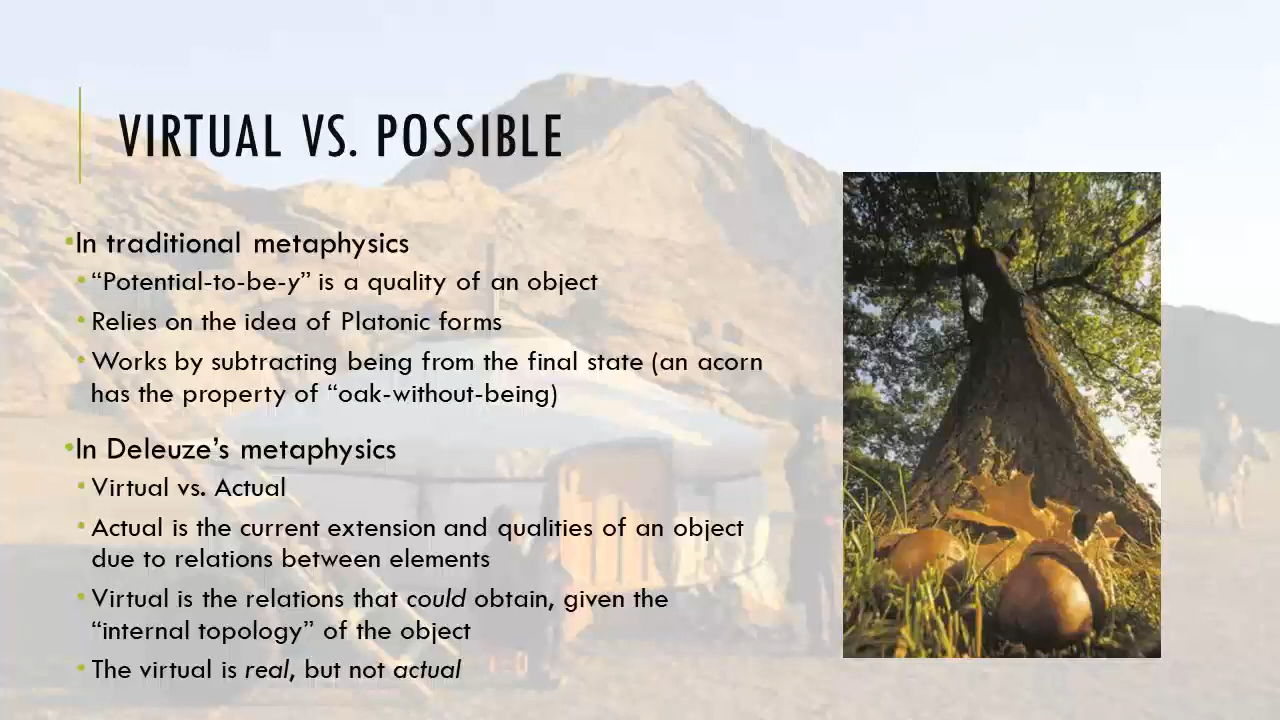 VIRTUAL VS. POSSIBLE
In traditional metaphysics
“Potential-to-be-y” is a quality of an object
Relies on the idea of Platonic forms
Works by subtracting being from the final state (an acorn
has the property of “oak-without-being)
In Deleuze’s metaphysics
Virtual vs. Actual
Actual is the current extension and qualities of an object
due to relations between elements
Virtual is the relations that could obtain, given the
“internal topology” of the object
The virtual is real, but not actual